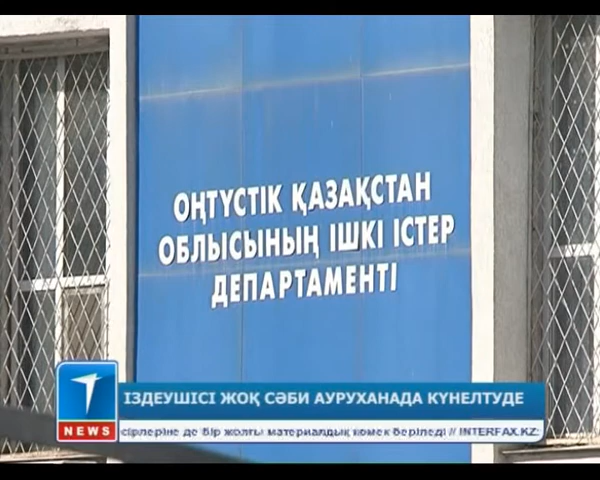 ОҢТҮСТІК ҚАЗАҚСТАН
ОБЛЫСЫНЫҢ ІШКІ ІСТЕР
ДЕПАРТАМЕНТІ
ІЗДЕУШІСІ ЖОҚ СӘБИ АУРУХАНАДА КҮНЕЛТУДЕ
NEWS
сірлеріне де бір жолғы материалдық көмек беріледі // INTERFAX.KZ: